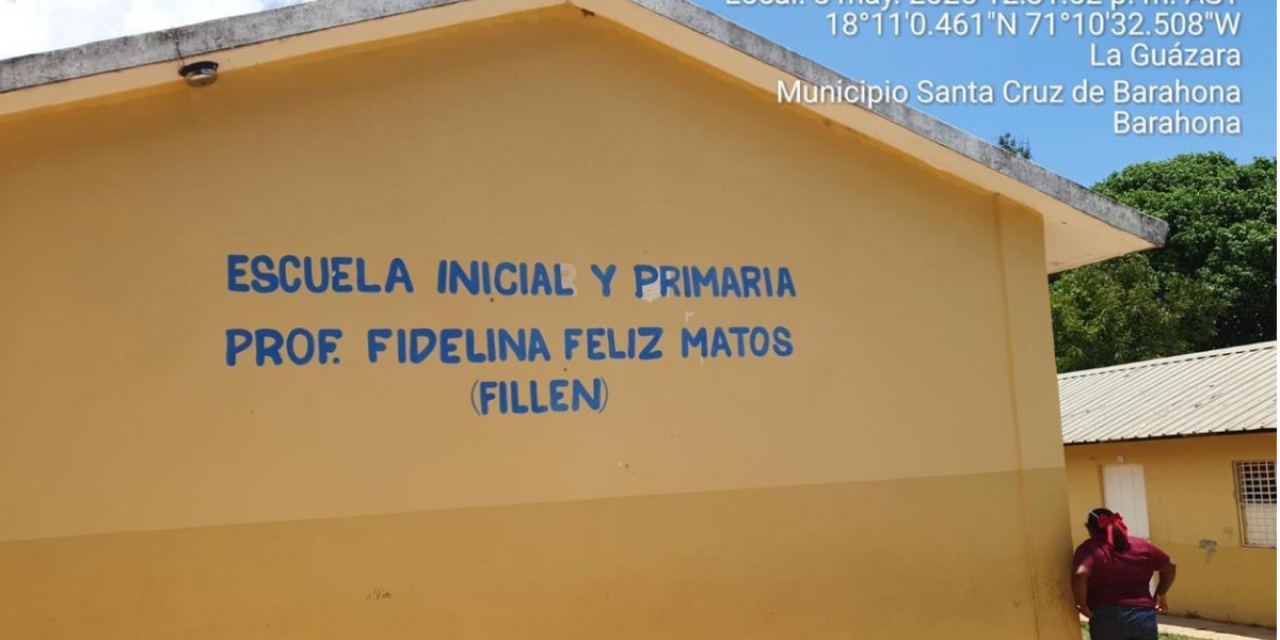 18°11'0.461"N 71°10'32.508"W
La Guázara
Municipio Santa Cruz de Barahona
Barahona
ESCUELA INICIAL Y PRIMARIA
PROF. FIDELINA FELIZ MATOS
(FILLEN)